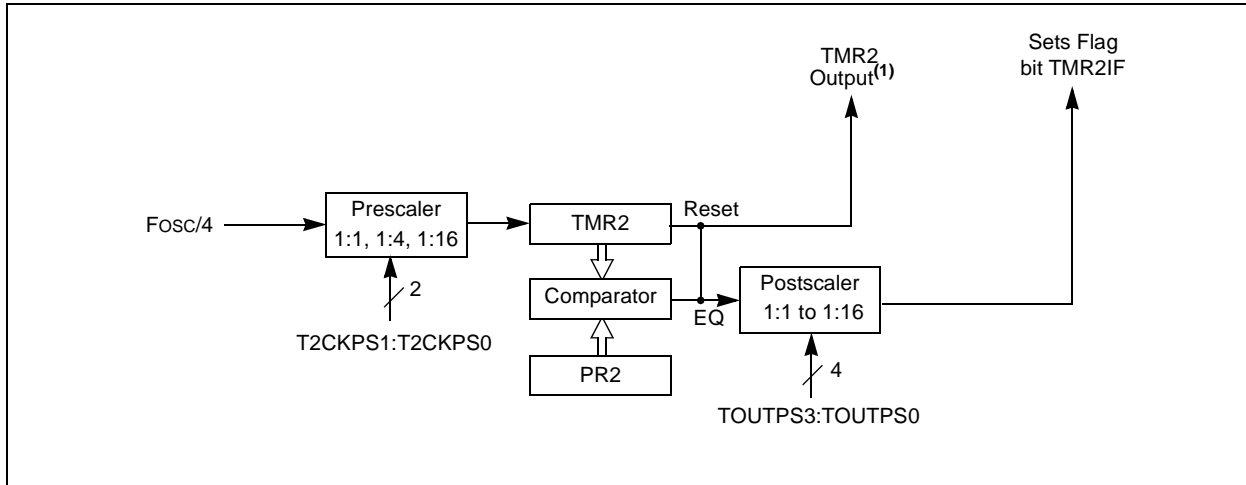 Sets Flag
bit TMR2IF
TMR2
Output(1)
Fosc/4
Prescaler
1:1, 1:4, 1:16
2
T2CKPS1:T2CKPS0
TMR2
Reset
Comparator
EQ
PR2
Postscaler
1:1 to 1:16
4
TOUTPS3:TOUTPS0